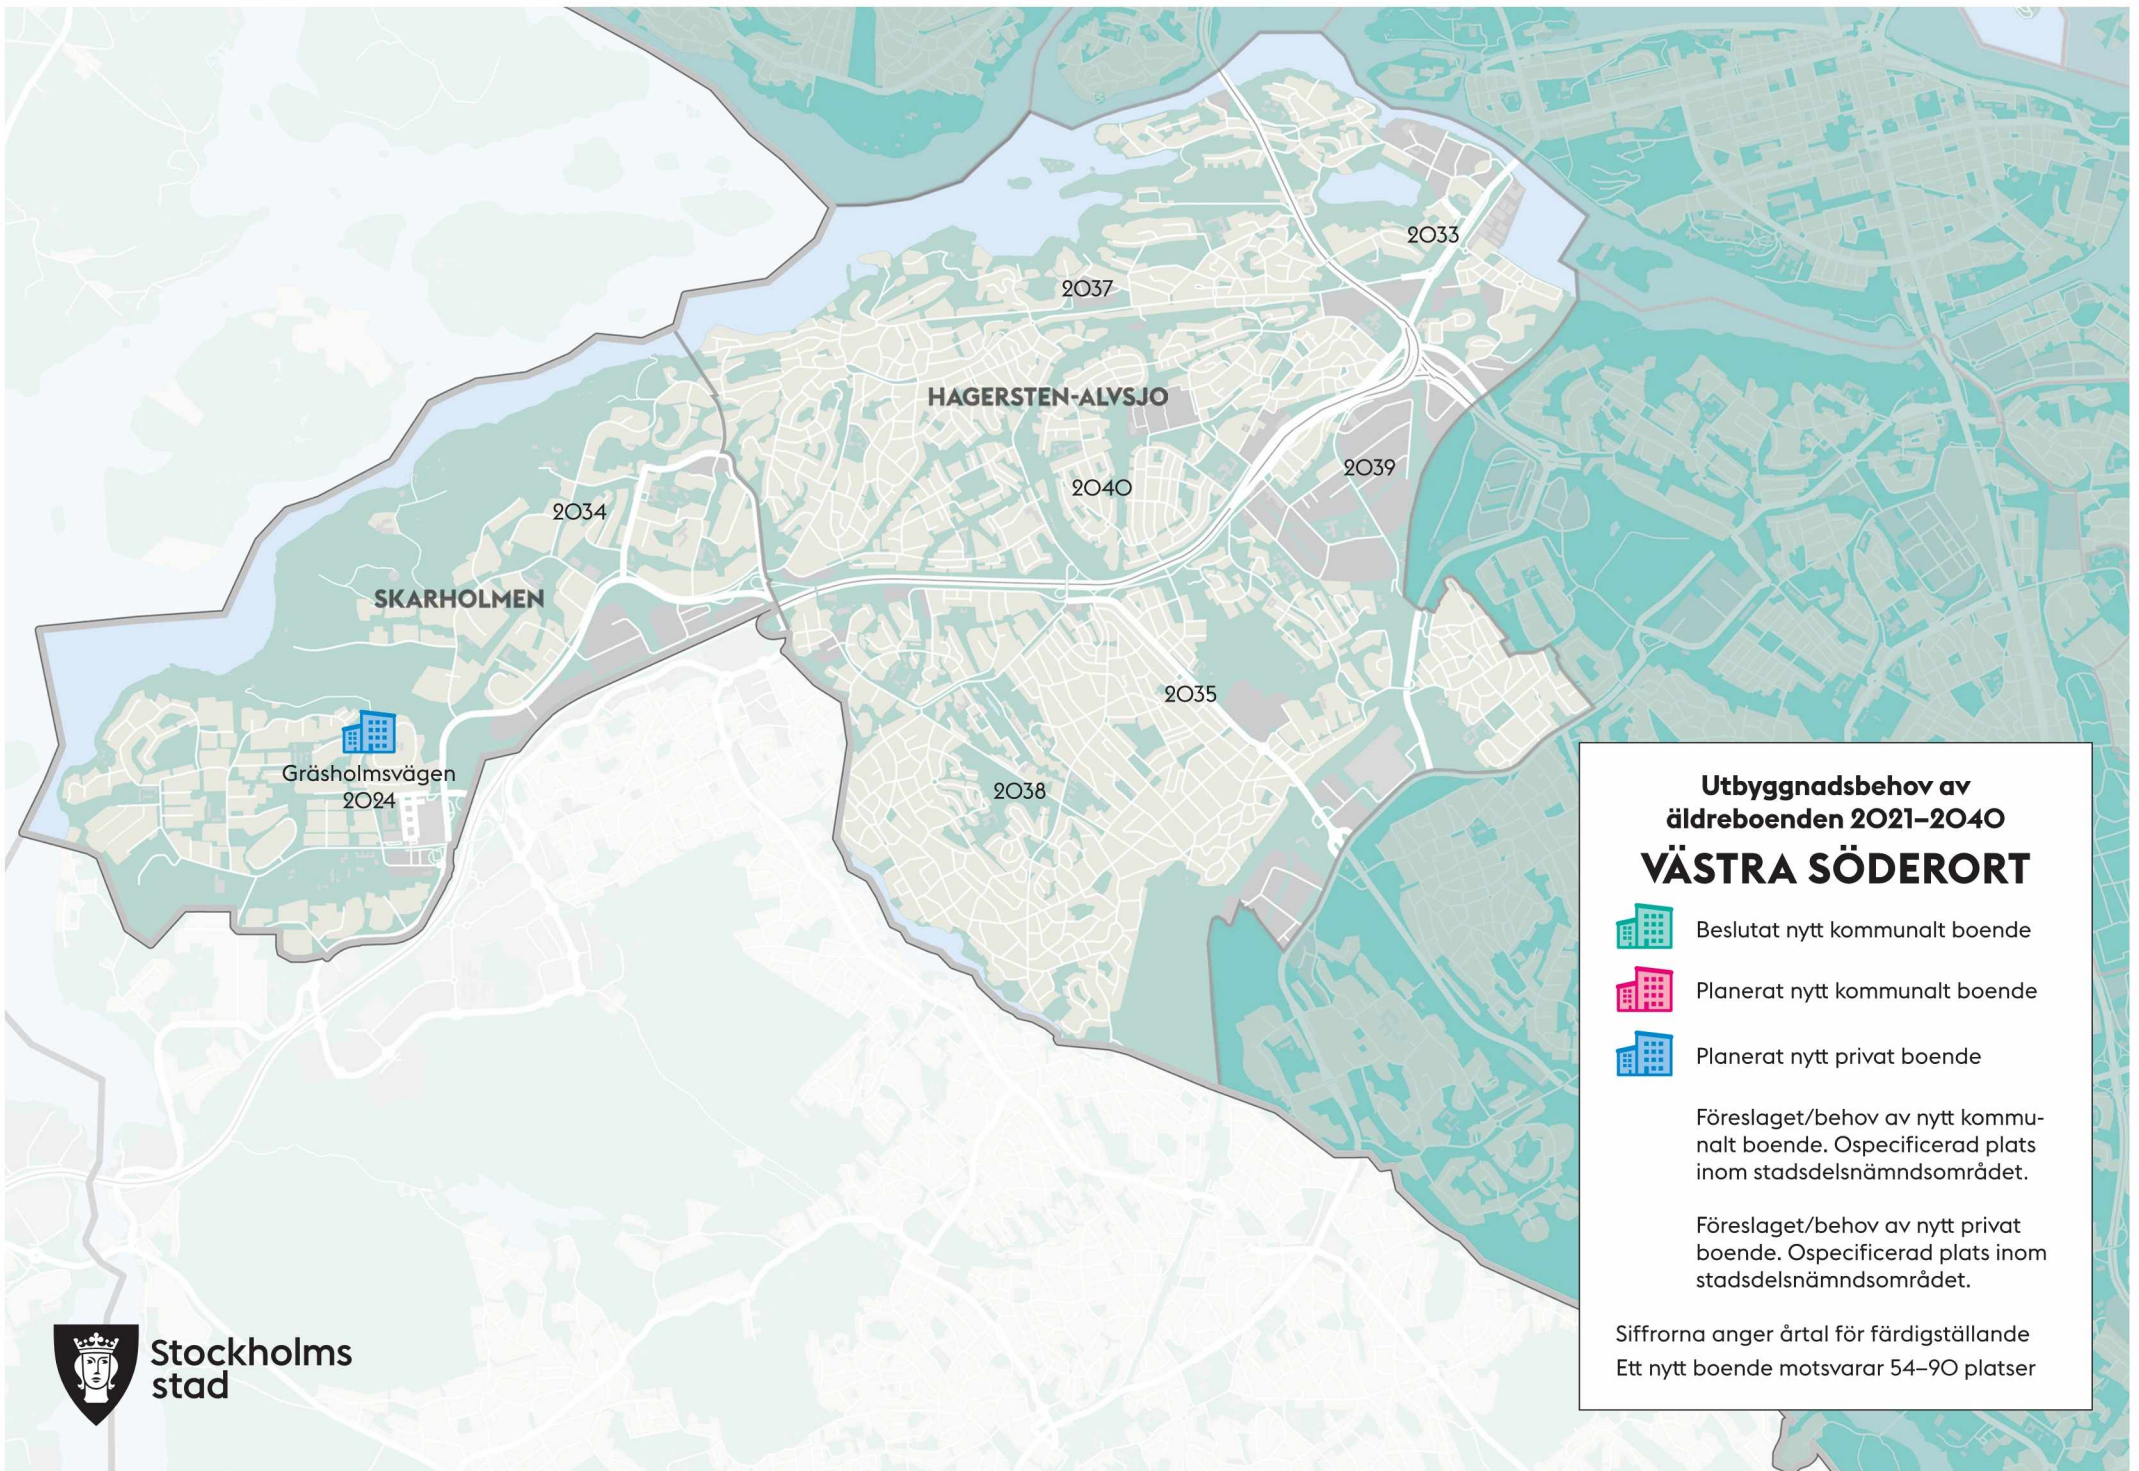 2033
2037
HAGERSTEN-ALVSJO
2039
2040
2034
SKARHOLMEN
2035
Gräsholmsvägen
2024
2038
Utbyggnadsbehov av
äldreboenden 2021–2040
VÄSTRA SÖDERORT
Beslutat nytt kommunalt boende
Planerat nytt kommunalt boende
Planerat nytt privat boende
Föreslaget/behov av nytt kommu-
nalt boende. Ospecificerad plats
inom stadsdelsnämndsområdet.
Föreslaget/behov av nytt privat
boende. Ospecificerad plats inom
stadsdelsnämndsområdet.
Siffrorna anger årtal för färdigställande
Ett nytt boende motsvarar 54–90 platser
Stockholms
stad